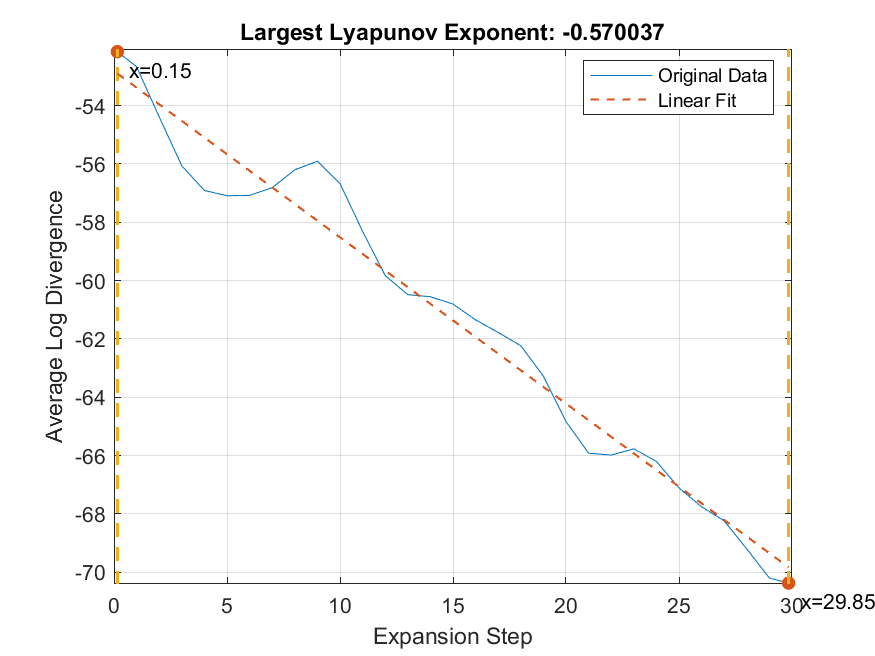 Largest Lyapunov Exponent: -0.570037
x=0.15
Original Data
Linear Fit
-54
-56
-58
-60
-62
-64
-66
-68
-70
Average Log Divergence
0 5 10 15 20 25 30
x=29.85
Expansion Step